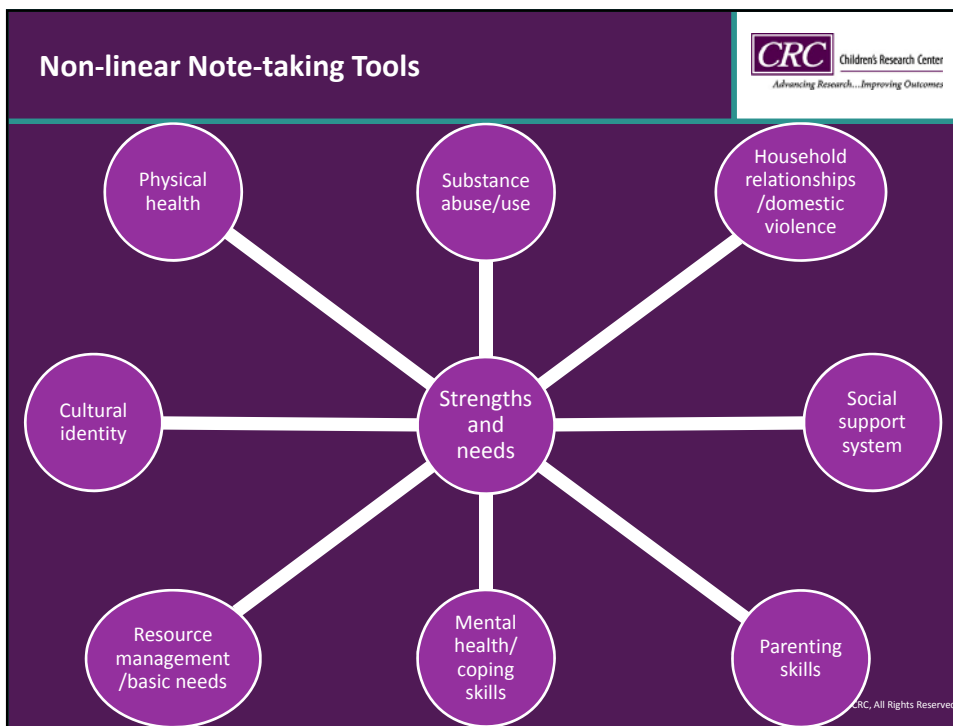 Non-linear Note-taking Tools
CRC Children's Research Center
Advancing Research...Improving Outcomes
Physical
health
Substance
abuse/use
Household
relationships
/domestic
violence
Cultural
identity
Strengths
and
needs
Social
support
system
Resource
management
/basic needs
Mental
health/
coping
skills
Parenting
skills
CRC, All Rights Reserved